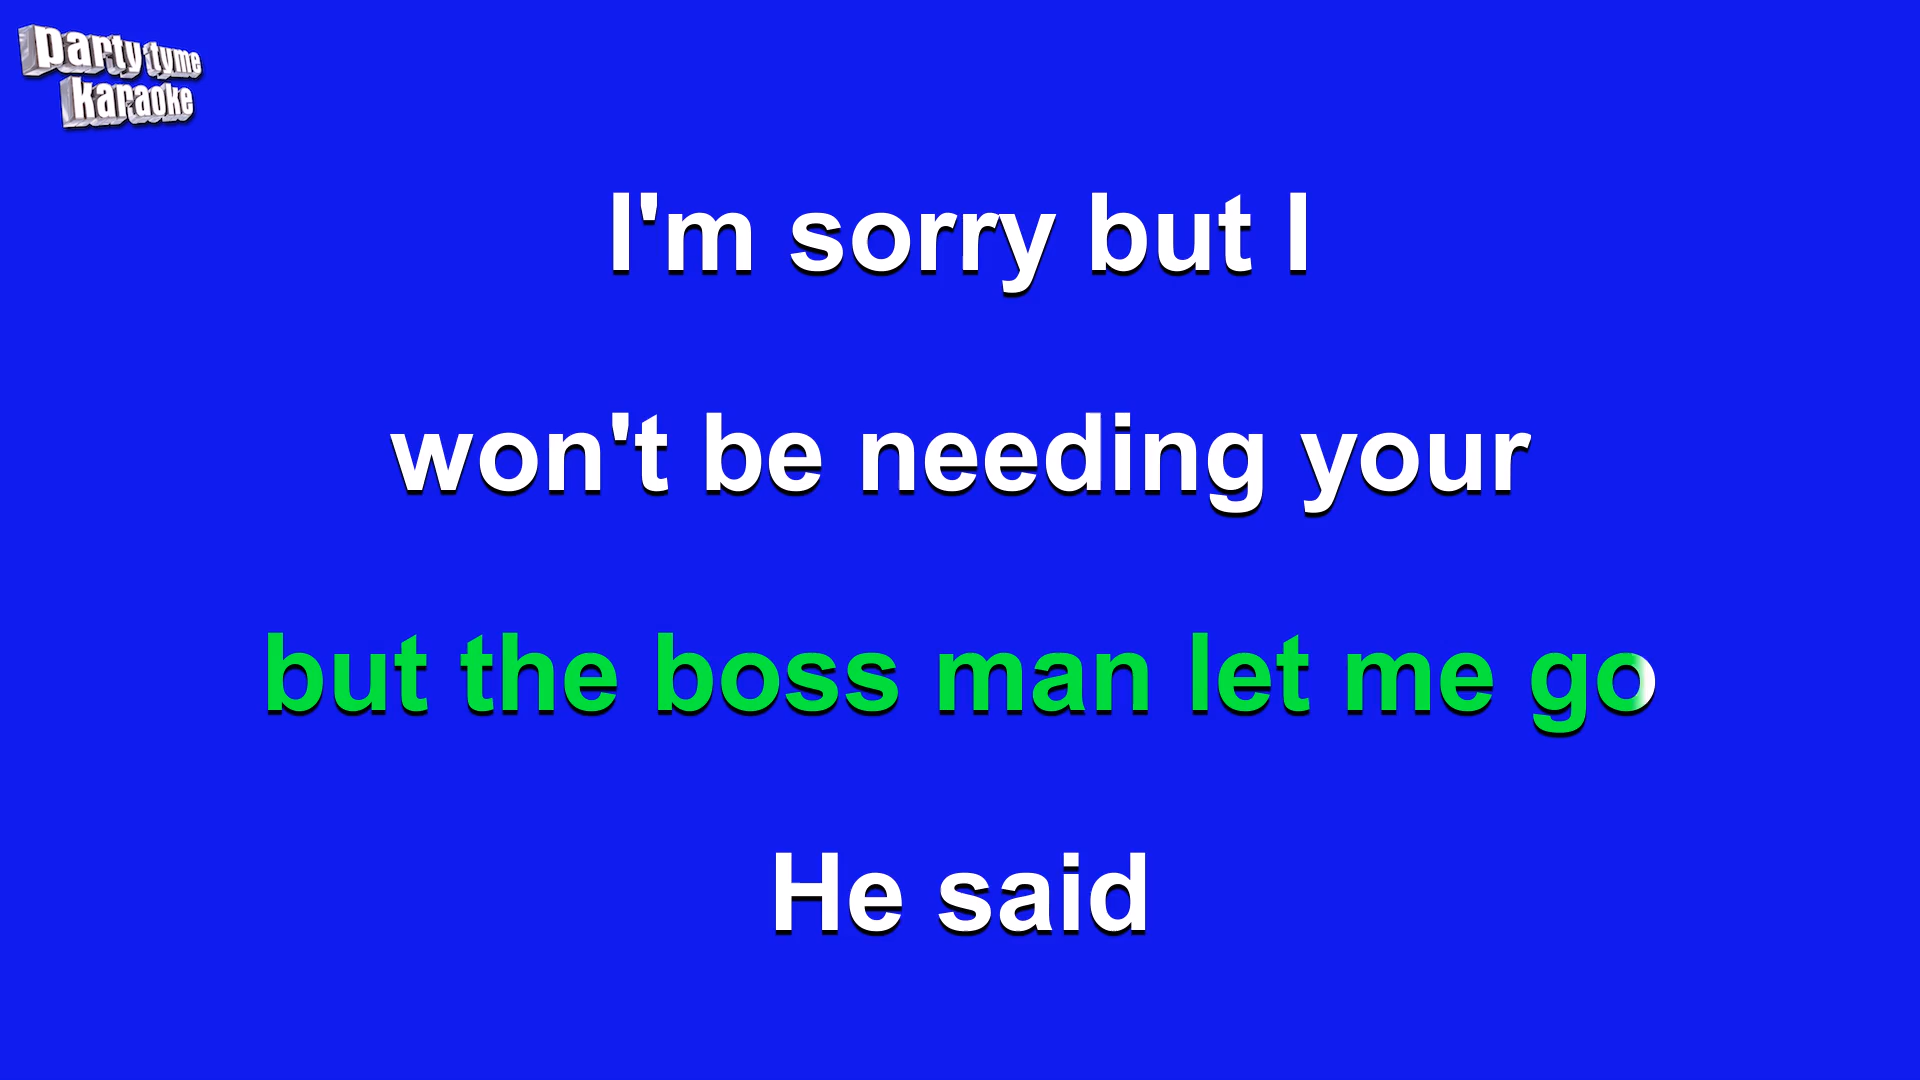 party tyme
karaoke
I'm sorry but I
won't be needing your
but the boss man let me go
He said